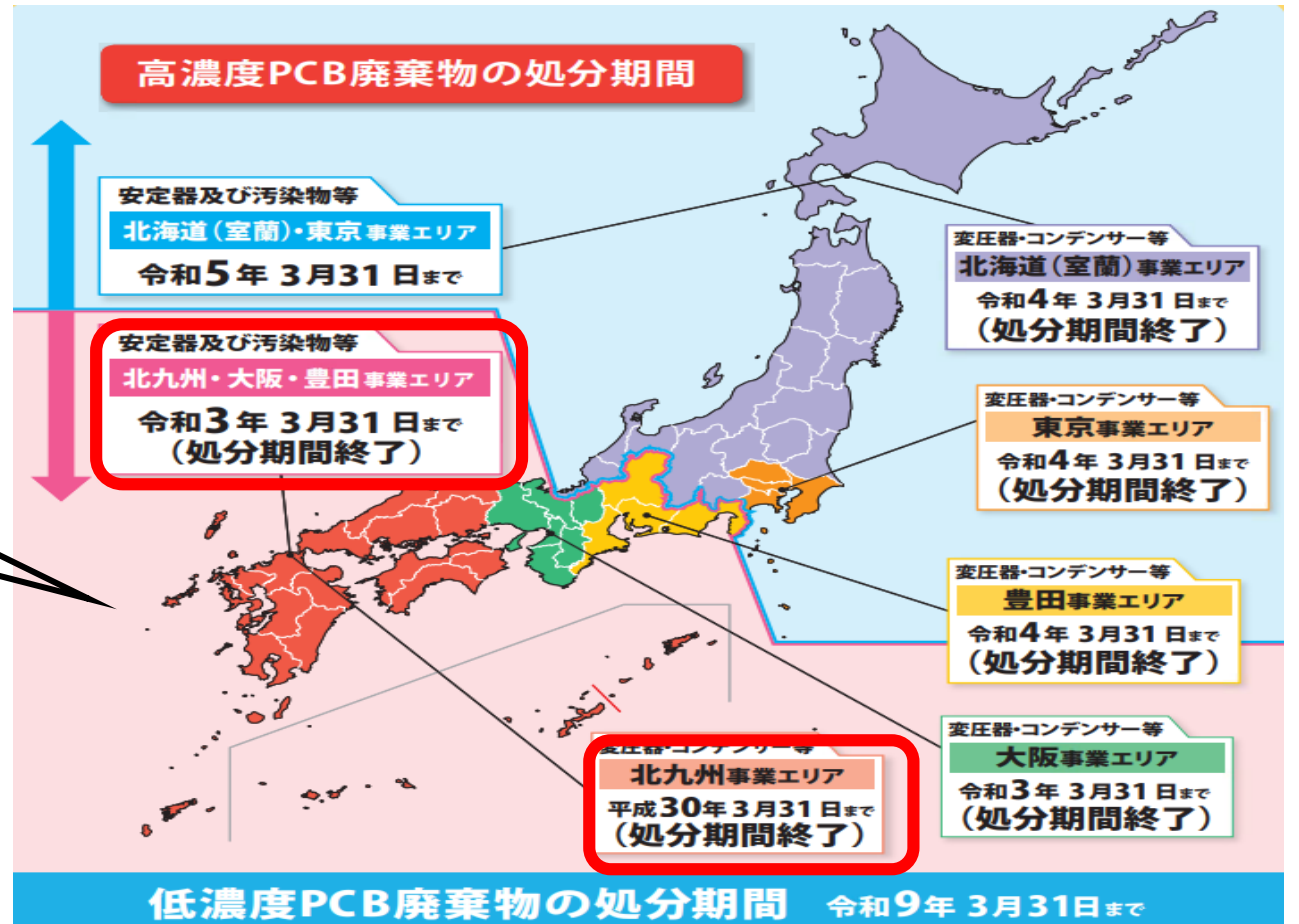 高濃度PCB廃棄物の処分期間
安定器及び汚染物等
北海道(室蘭)・東京事業エリア
令和5年 3月31日まで
安定器及び汚染物等
北九州・大阪・豊田事業エリア
令和3年 3月31日まで
(処分期間終了)
変圧器・コンデンサー等
北海道(室蘭)事業エリア
令和4年 3月31日まで
(処分期間終了)
変圧器・コンデンサー等
東京事業エリア
令和4年 3月31日まで
(処分期間終了)
変圧器・コンデンサー等
豊田事業エリア
令和4年 3月31日まで
(処分期間終了)
変圧器・コンデンサー等
大阪事業エリア
令和3年 3月31日まで
(処分期間終了)
変圧器・コンデンサー等
北九州事業エリア
平成30年3月31日まで
(処分期間終了)
低濃度PCB廃棄物の処分期間 令和9年 3月31日まで